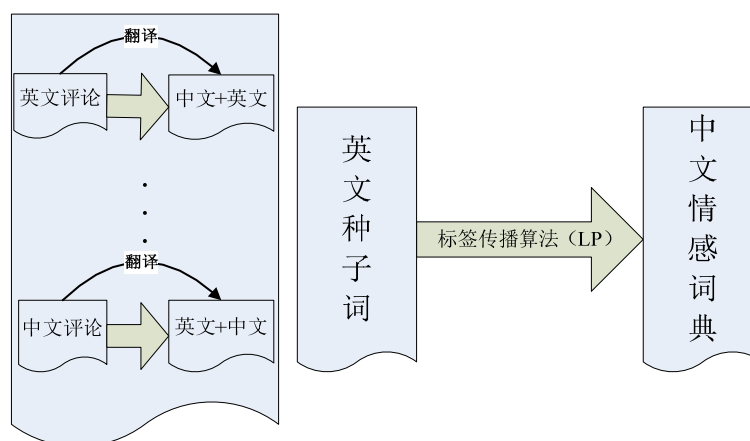 翻译
英文评论
中文+英文
翻译
中文评论
英文+中文
英文种子词
标签传播算法（LP）
中文情感词典